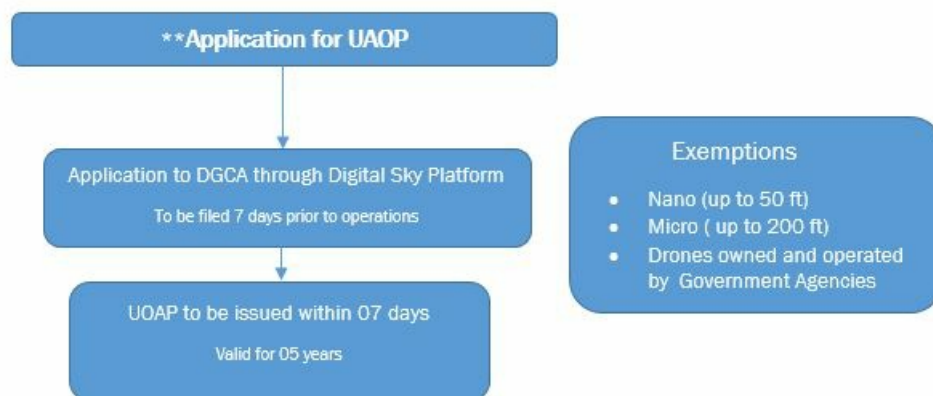 **Application for UAOP
Application to DGCA through Digital Sky Platform
To be filed 7 days prior to operations
UOAP to be issued within 07 days
Valid for 05 years
Exemptions
• Nano (up to 50 ft)
• Micro ( up to 200 ft)
• Drones owned and operated
by Government Agencies